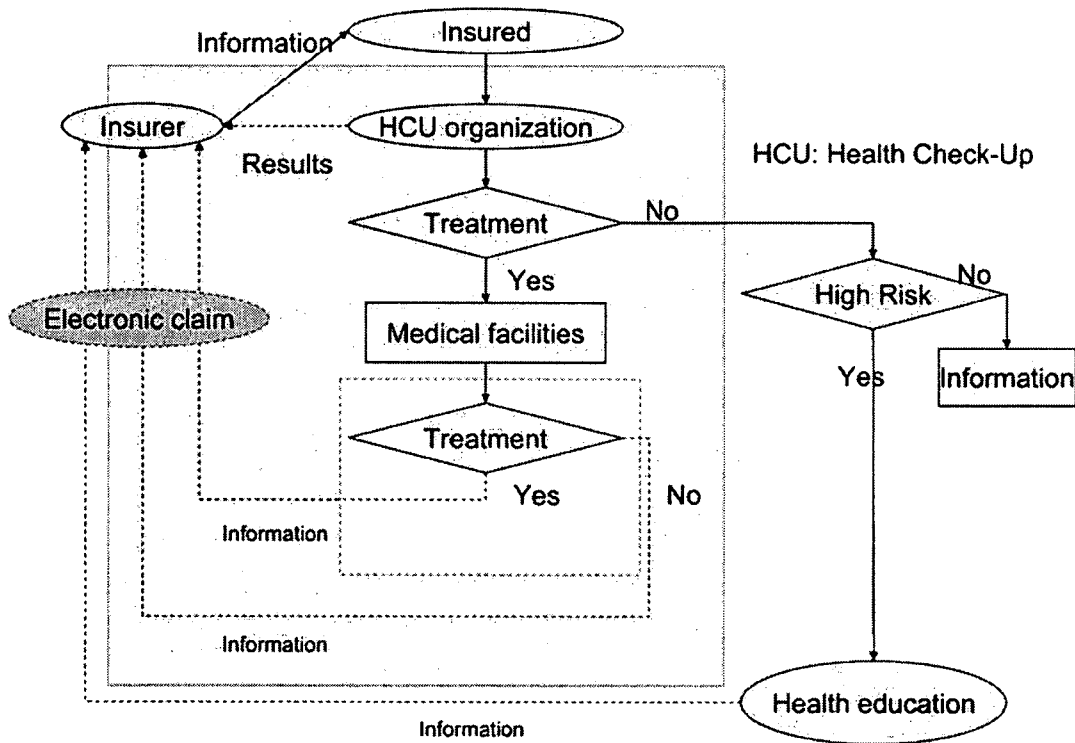 Information
Insured
Insurer
HCU organization
Results
HCU: Health Check-Up
Treatment
No
Yes
High Risk
No
Electronic claim
Medical facilities
Yes
Information
Treatment
Yes
No
Information
Information
Health education
Information